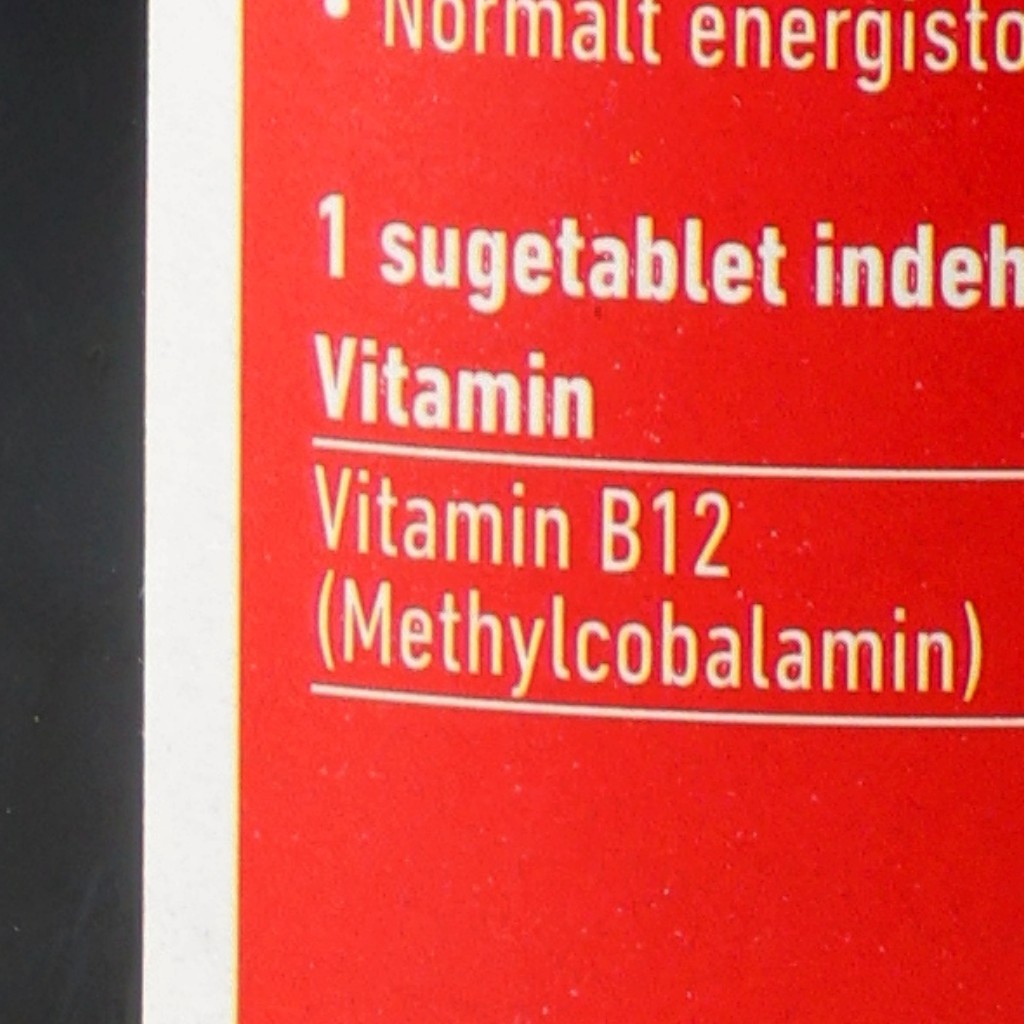 • Normalt energisto
1 sugetablet indeh
Vitamin
Vitamin B12
(Methylcobalamin)